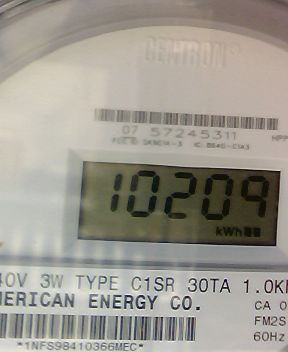 CENTRON®
07 57245311
10209
kWh
40V 3W TYPE C1SR 30TA 1.0K
MERICAN ENERGY CO.
CA 0
FM2S
60Hz
*1NFS98410366MEC*